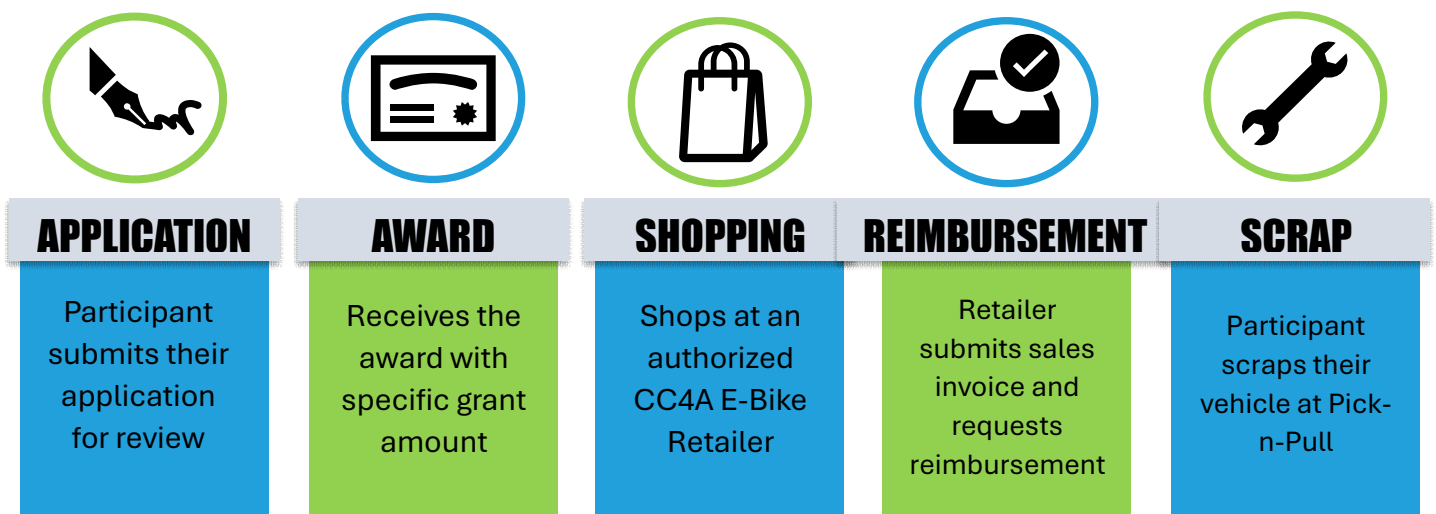 APPLICATION
Participant
submits their
application
for review
AWARD
Receives the
award with
specific grant
amount
SHOPPING
Shops at an
authorized
CC4A E-Bike
Retailer
REIMBURSEMENT
Retailer
submits sales
invoice and
requests
reimbursement
SCRAP
Participant
scraps their
vehicle at Pick-
n-Pull